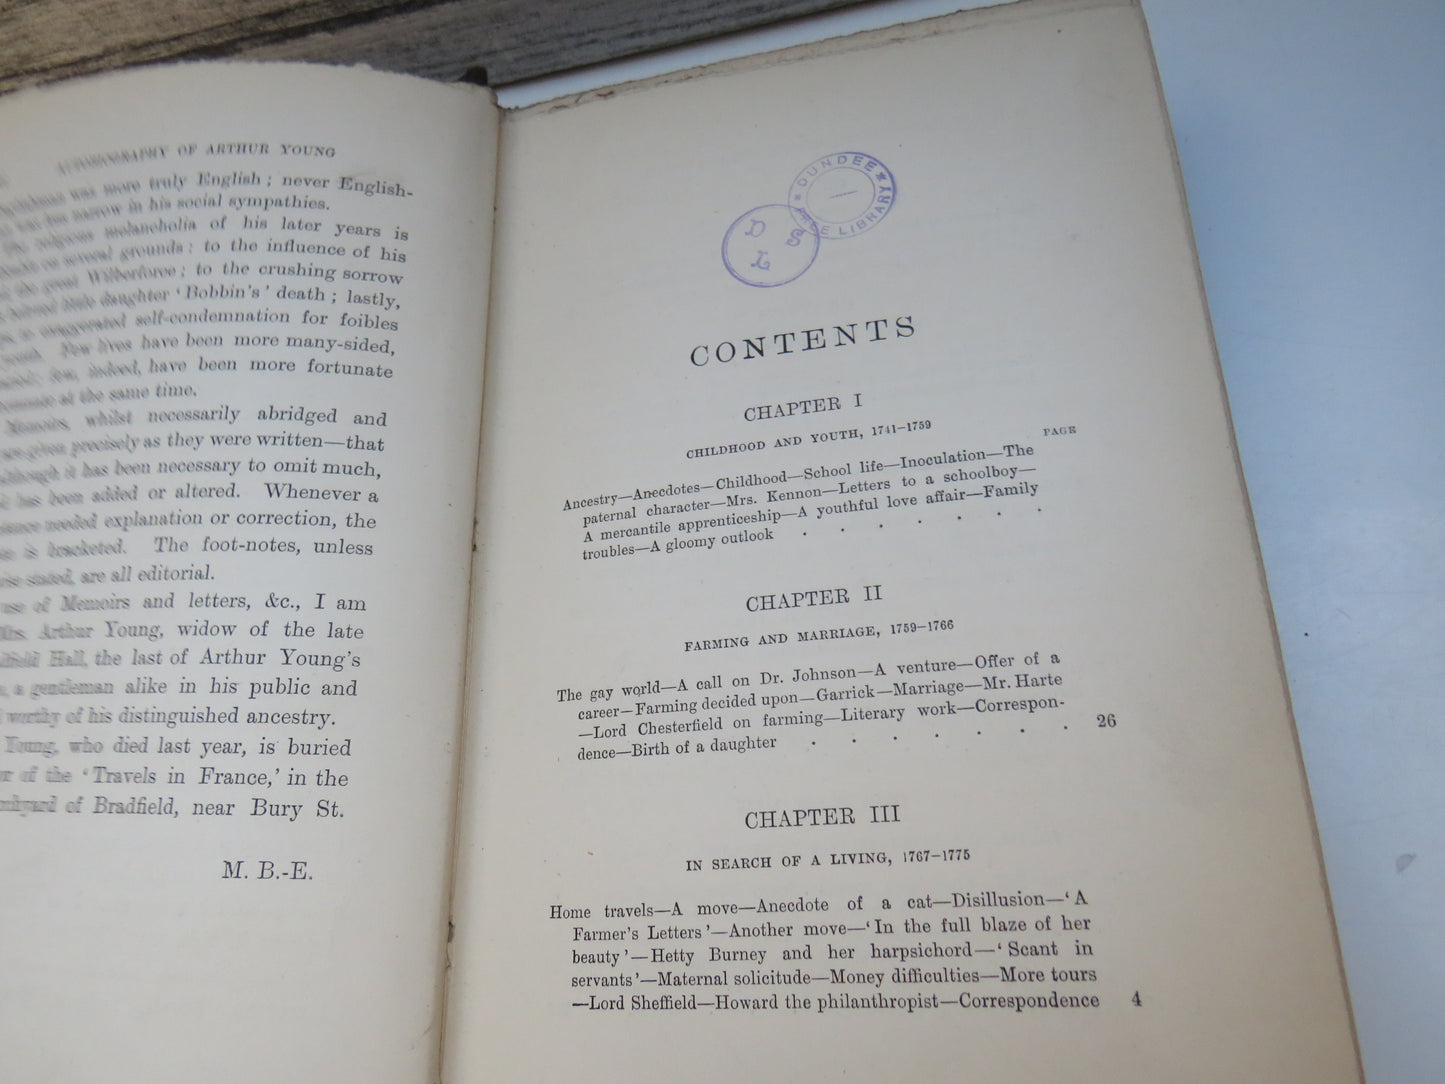 AUTOBIOGRAPHY OF ARTHUR YOUNG
was more truly English; never English-
was less narrow in his social sympathies.
The religious melancholia of his later years is
on several grounds: to the influence of his
the great Wilberforce; to the crushing sorrow
beloved little daughter 'Bobbin's' death; lastly,
to exaggerated self-condemnation for foibles
youth. Few lives have been more many-sided,
few, indeed, have been more fortunate
at the same time.
Memoirs, whilst necessarily abridged and
are given precisely as they were written—that
although it has been necessary to omit much,
has been added or altered. Whenever a
needed explanation or correction, the
is bracketed. The foot-notes, unless
stated, are all editorial.
use of Memoirs and letters, &c., I am
Mrs. Arthur Young, widow of the late
Hall, the last of Arthur Young's
a gentleman alike in his public and
worthy of his distinguished ancestry.
Young, who died last year, is buried
of the 'Travels in France,' in the
of Bradfield, near Bury St.
M. B.-E.
DUNDEE
FREE LIBRARY
D
S
L
CONTENTS
CHAPTER I
CHILDHOOD AND YOUTH, 1741-1759
PAGE
Ancestry—Anecdotes—Childhood—School life—Inoculation—The
paternal character—Mrs. Kennon—Letters to a schoolboy—
A mercantile apprenticeship—A youthful love affair—Family
troubles—A gloomy outlook . . . . . . .
CHAPTER II
FARMING AND MARRIAGE, 1759-1766
The gay world—A call on Dr. Johnson—A venture—Offer of a
career—Farming decided upon—Garrick—Marriage—Mr. Harte
—Lord Chesterfield on farming—Literary work—Correspon-
dence—Birth of a daughter . . . . . . . 26
CHAPTER III
IN SEARCH OF A LIVING, 1767-1775
Home travels—A move—Anecdote of a cat—Disillusion—'A
Farmer's Letters'—Another move—'In the full blaze of her
beauty'—Hetty Burney and her harpsichord—'Scant in
servants'—Maternal solicitude—Money difficulties—More tours
—Lord Sheffield—Howard the philanthropist—Correspondence 4